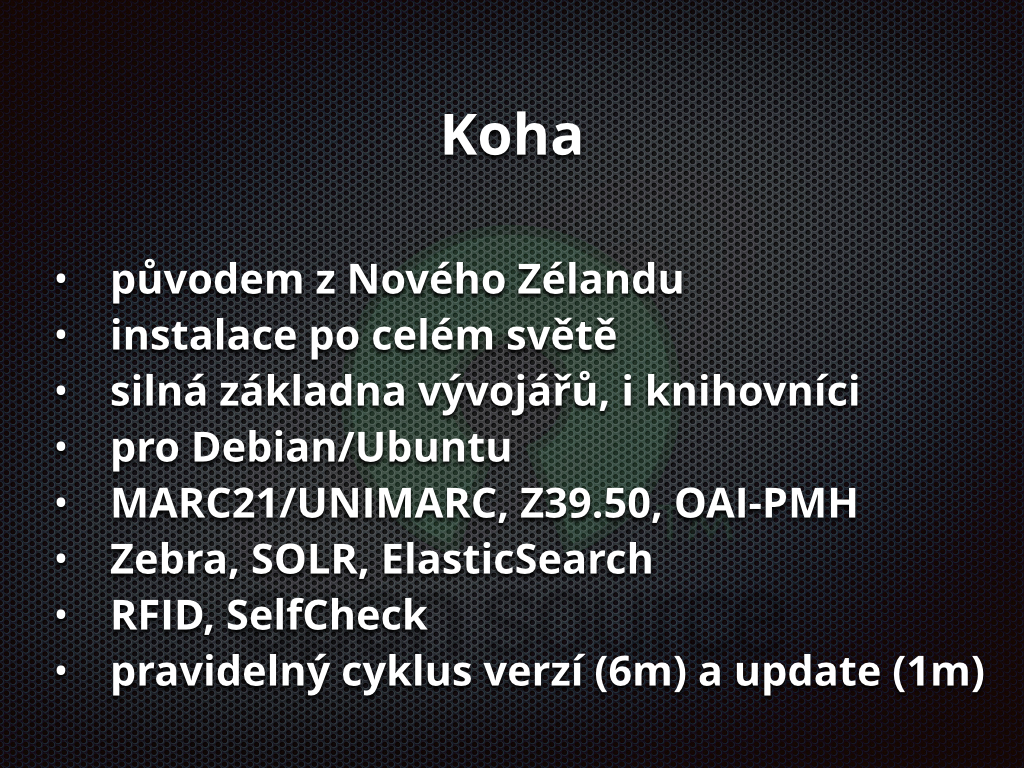 Koha
• původem z Nového Zélandu
• instalace po celém světě
• silná základna vývojářů, i knihovníci
• pro Debian/Ubuntu
• MARC21/UNIMARC, Z39.50, OAI-PMH
• Zebra, SOLR, ElasticSearch
• RFID, SelfCheck
• pravidelný cyklus verzí (6m) a update (1m)